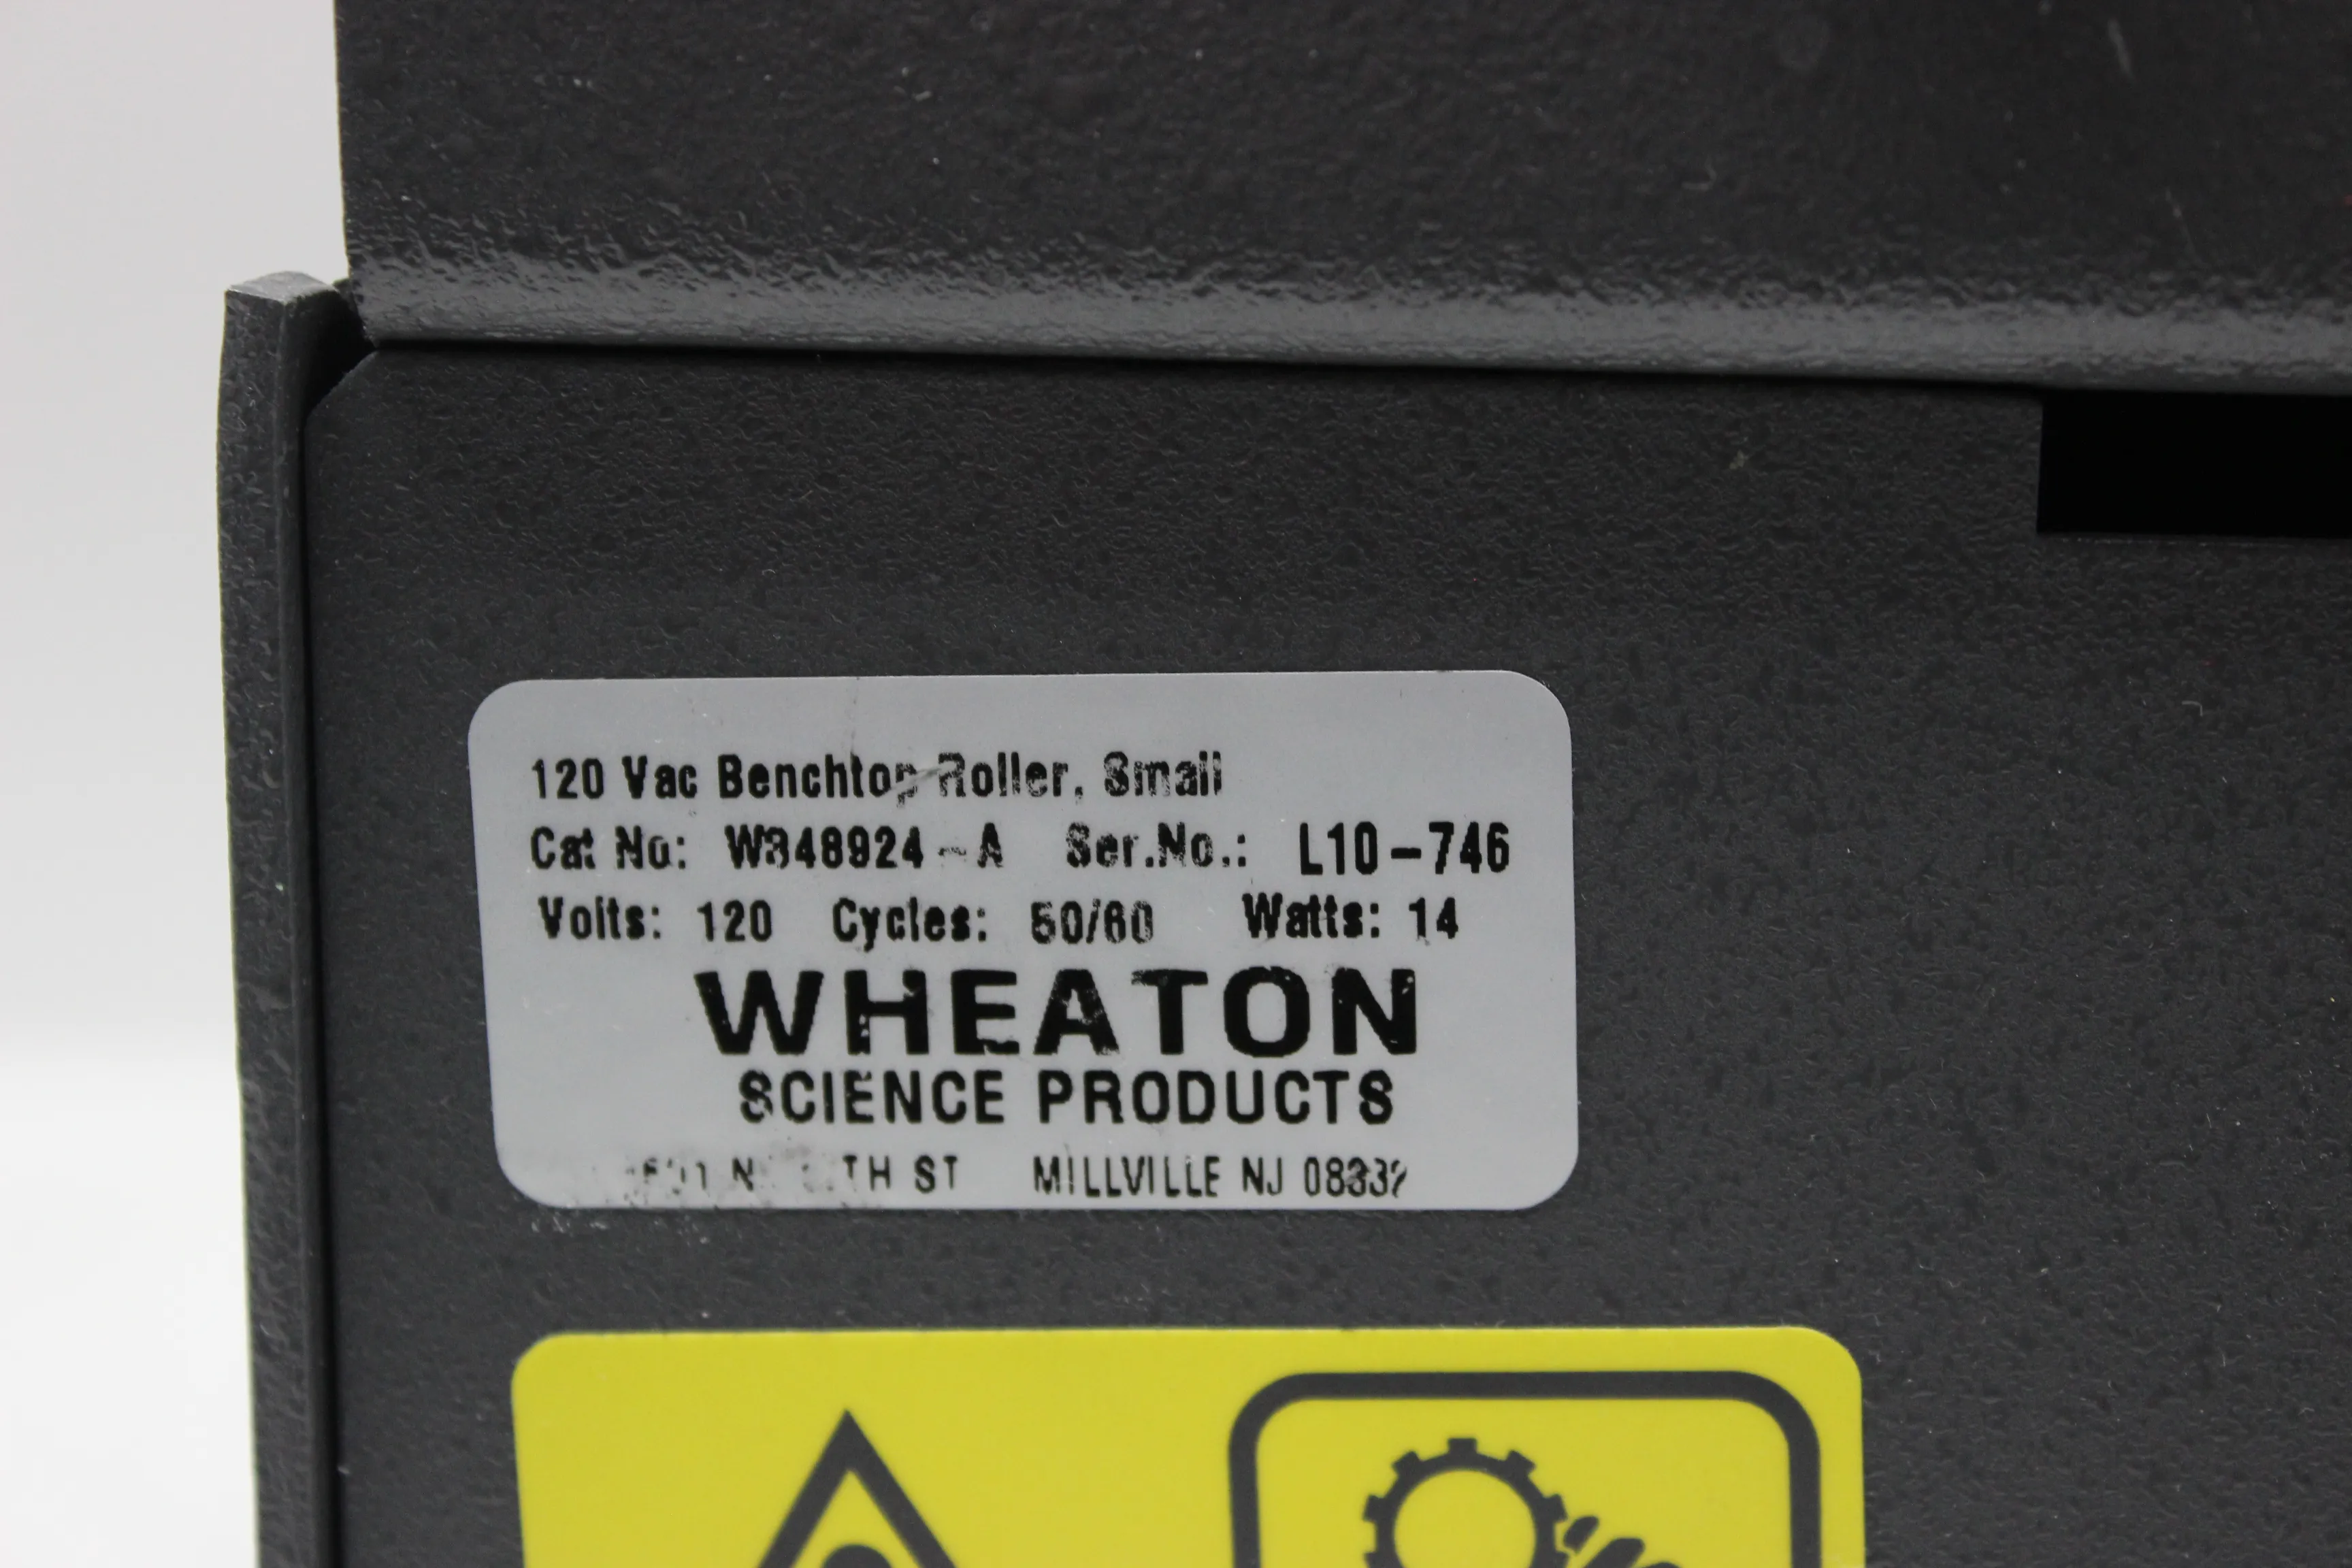 120 Vac Benchtop Roller, Small
Cat No: W348924-A Ser.No.: L10-746
Volts: 120 Cycles: 50/60 Watts: 14
WHEATON
SCIENCE PRODUCTS
TH ST MILLVILLE NJ 08332